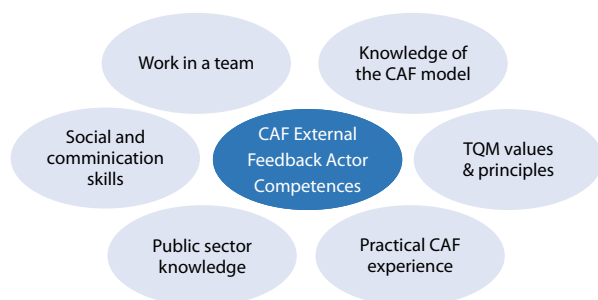 Work in a team
Knowledge of
the CAF model
Social and
comminication
skills
CAF External
Feedback Actor
Competences
TQM values
& principles
Public sector
knowledge
Practical CAF
experience